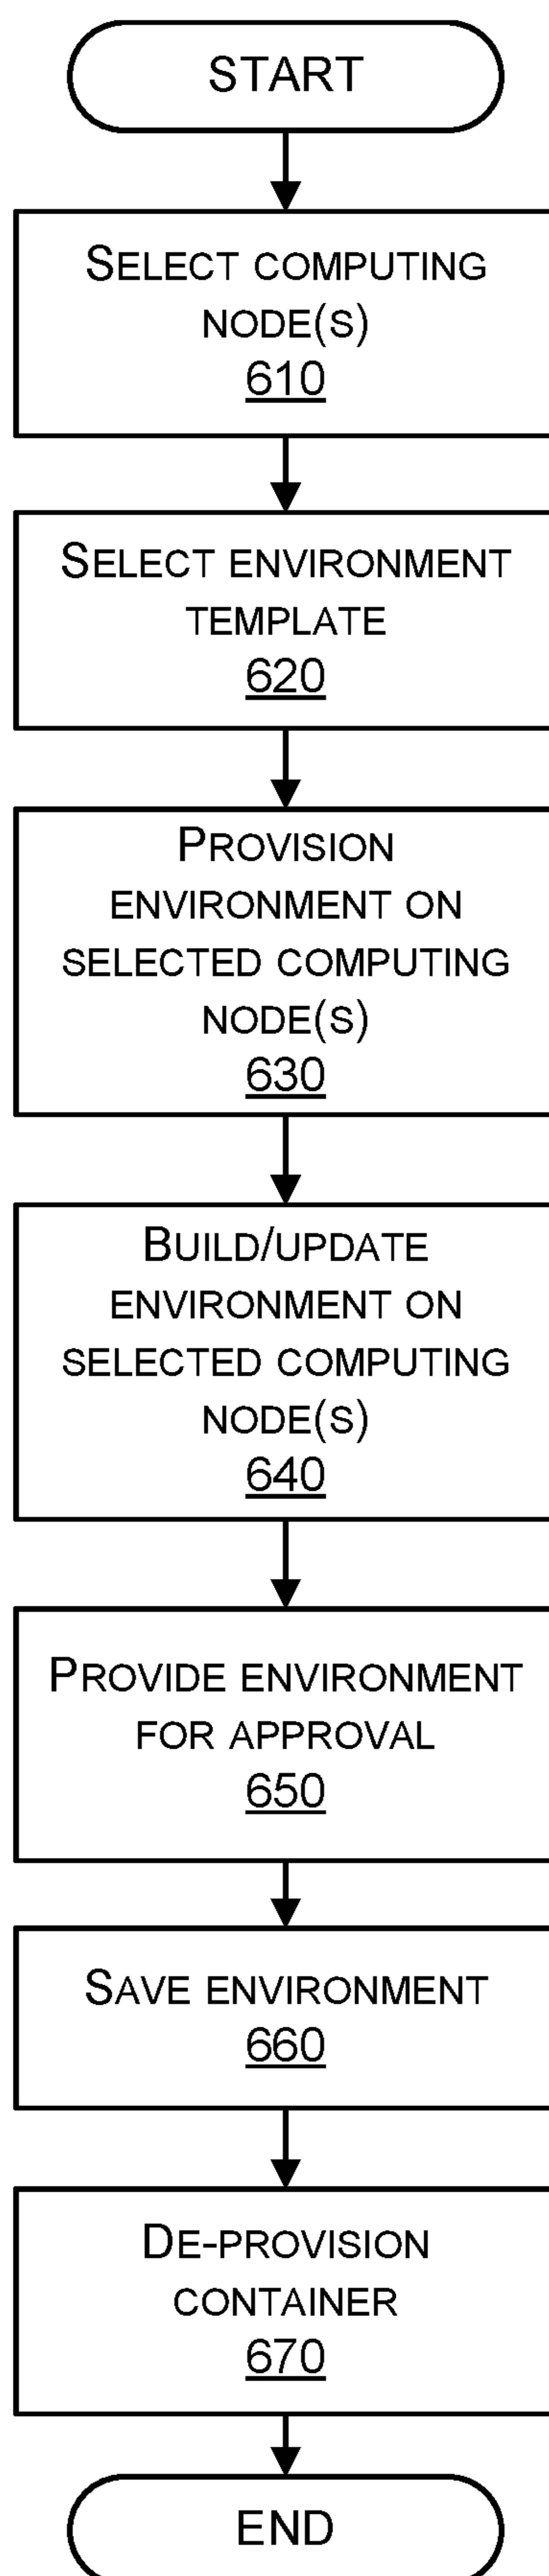 START
SELECT COMPUTING
NODE(S)
610
SELECT ENVIRONMENT
TEMPLATE
620
PROVISION
ENVIRONMENT ON
SELECTED COMPUTING
NODE(S)
630
BUILD/UPDATE
ENVIRONMENT ON
SELECTED COMPUTING
NODE(S)
640
PROVIDE ENVIRONMENT
FOR APPROVAL
650
SAVE ENVIRONMENT
660
DE-PROVISION
CONTAINER
670
END